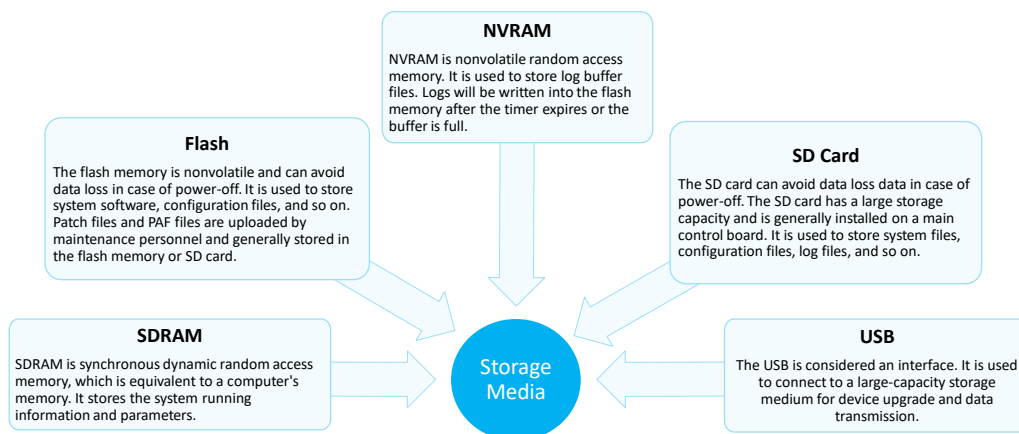 NVRAM
NVRAM is nonvolatile random access
memory. It is used to store log buffer
files. Logs will be written into the flash
memory after the timer expires or the
buffer is full.
Flash
The flash memory is nonvolatile and can avoid
data loss in case of power-off. It is used to store
system software, configuration files, and so on.
Patch files and PAF files are uploaded by
maintenance personnel and generally stored in
the flash memory or SD card.
SD Card
The SD card can avoid data loss data in case of
power-off. The SD card has a large storage
capacity and is generally installed on a main
control board. It is used to store system files,
configuration files, log files, and so on.
SDRAM
SDRAM is synchronous dynamic random access
memory, which is equivalent to a computer's
memory. It stores the system running
information and parameters.
Storage
Media
USB
The USB is considered an interface. It is used
to connect to a large-capacity storage
medium for device upgrade and data
transmission.